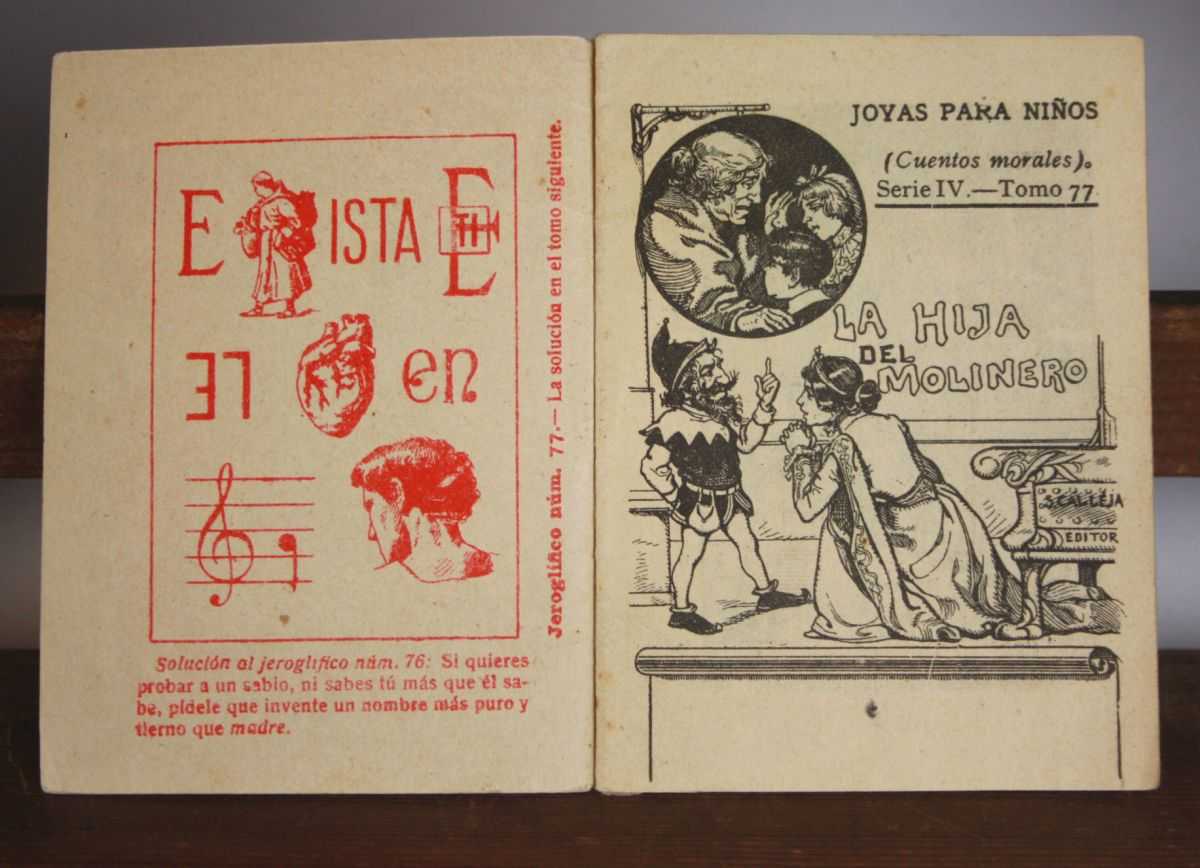 E ISTA E
TH
37 en
Jeroglífico núm. 77.—La solución en el tomo siguiente.
Solución al jeroglífico núm. 76: Si quieres
probar a un sabio, ni sabes tú más que él sa-
be, pídele que invente un nombre más puro y
tierno que madre.
JOYAS PARA NIÑOS
(Cuentos morales).
Serie IV.—Tomo 77
LA HIJA
DEL
MOLINERO
S. CALLEJA
EDITOR